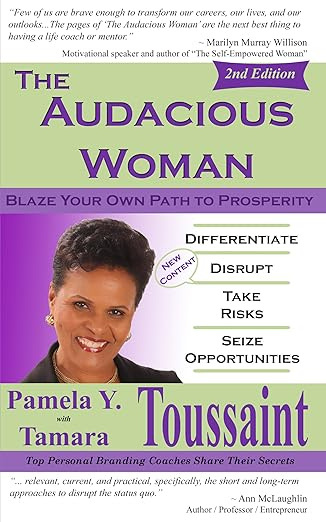 “Few of us are brave enough to transform our careers, our lives, and our
outlooks...The pages of ‘The Audacious Woman’ are the next best thing to
having a life coach or mentor.”
~ Marilyn Murray Willison
Motivational speaker and author of “The Self-Empowered Woman”
2nd Edition
THE
AUDACIOUS
WOMAN
BLAZE YOUR OWN PATH TO PROSPERITY
DIFFERENTIATE
NEW
CONTENT
DISRUPT
TAKE
RISKS
SEIZE
OPPORTUNITIES
Pamela Y.
with
Tamara
Toussaint
Top Personal Branding Coaches Share Their Secrets
“... relevant, current, and practical, specifically, the short and long-term
approaches to disrupt the status quo.”
~ Ann McLaughlin
Author / Professor / Entrepreneur